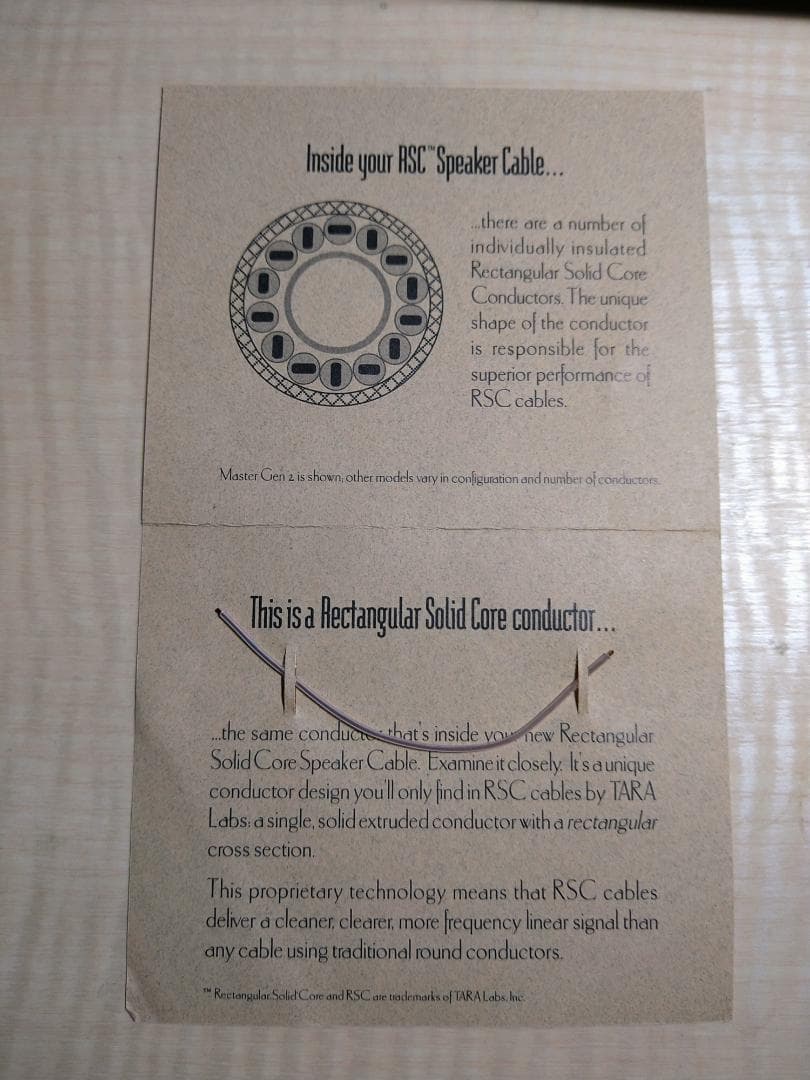 Inside your RSC™ Speaker Cable...
...there are a number of
individually insulated
Rectangular Solid Core
Conductors. The unique
shape of the conductor
is responsible for the
superior performance of
RSC cables.
Master Gen 2 is shown; other models vary in configuration and number of conductors.
This is a Rectangular Solid Core conductor...
...the same conductor that's inside your new Rectangular
Solid Core Speaker Cable. Examine it closely. It's a unique
conductor design you'll only find in RSC cables by TARA
Labs: a single, solid extruded conductor with a rectangular
cross section.
This proprietary technology means that RSC cables
deliver a cleaner, clearer, more frequency linear signal than
any cable using traditional round conductors.
™ Rectangular Solid Core and RSC are trademarks of TARA Labs, Inc.